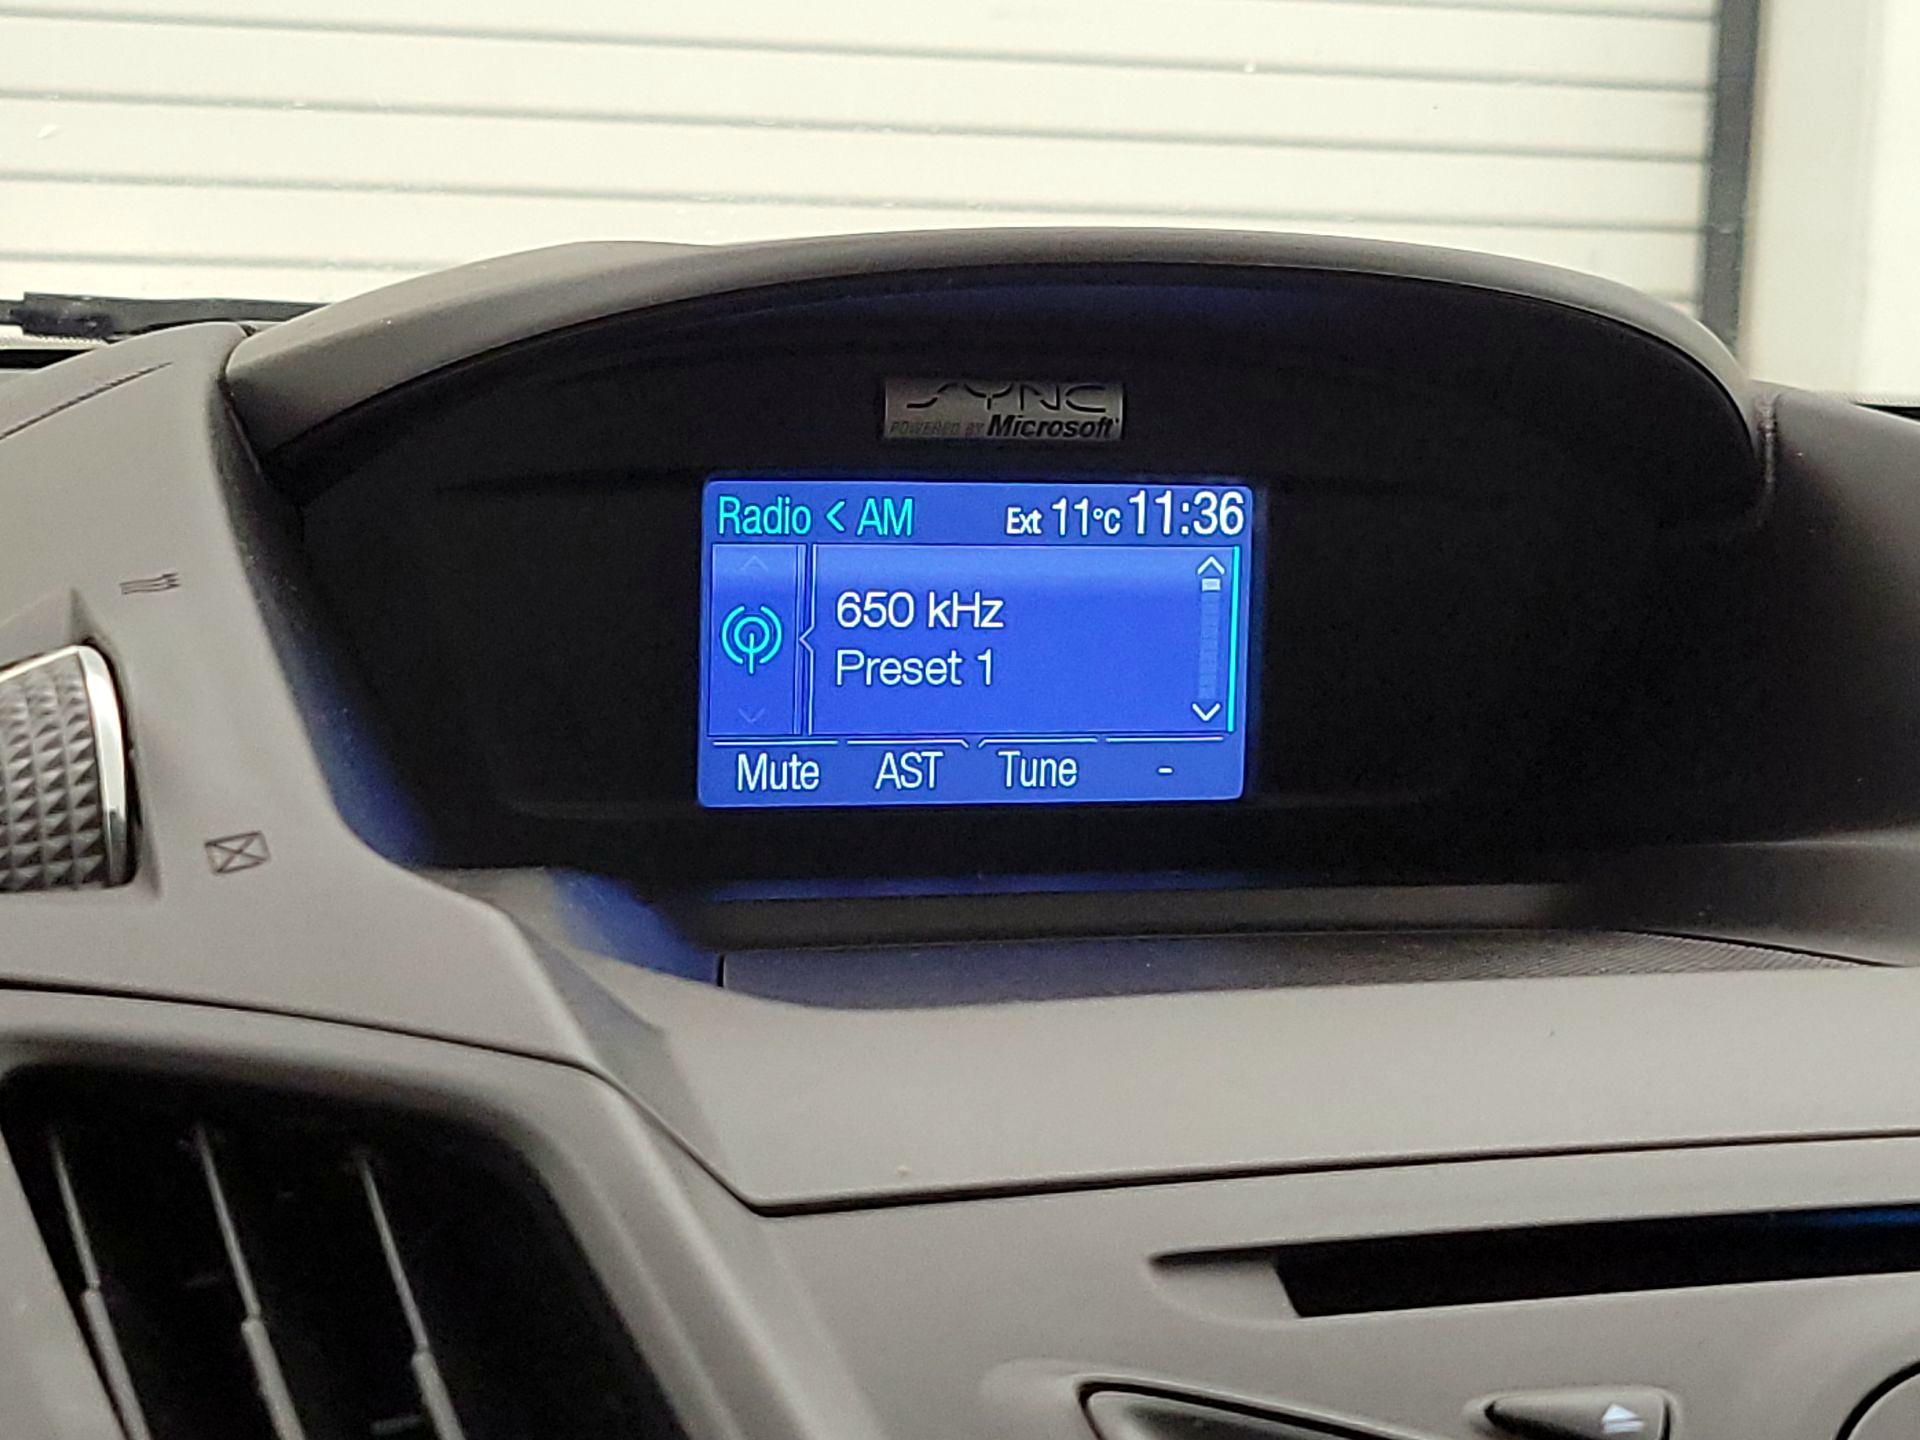 SYNC
POWERED BY Microsoft
Radio < AM Ext 11°C 11:36
650 kHz
Preset 1
Mute AST Tune -